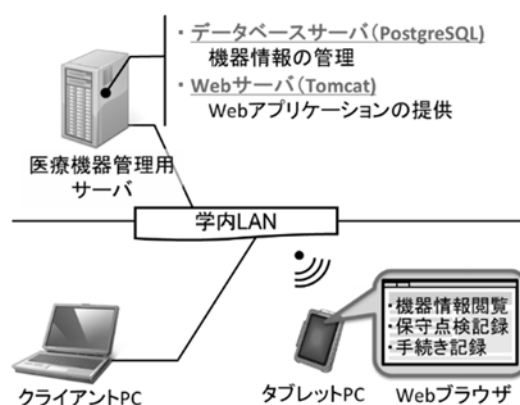 ・データベースサーバ(PostgreSQL)
機器情報の管理
・Webサーバ(Tomcat)
Webアプリケーションの提供
医療機器管理用
サーバ
学内LAN
・機器情報閲覧
・保守点検記録
・手続き記録
クライアントPC
タブレットPC
Webブラウザ